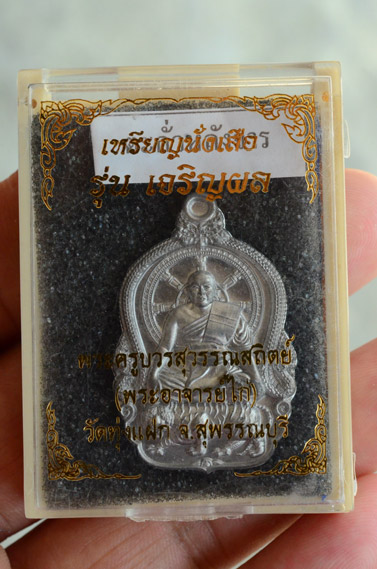 เหรียญนั่งเสือ
รุ่น เจริญผล
พระครูบวรสุวรรณสถิตย์
(พระอาจารย์ไก่)
วัดทุ่งแฝก จ.สุพรรณบุรี